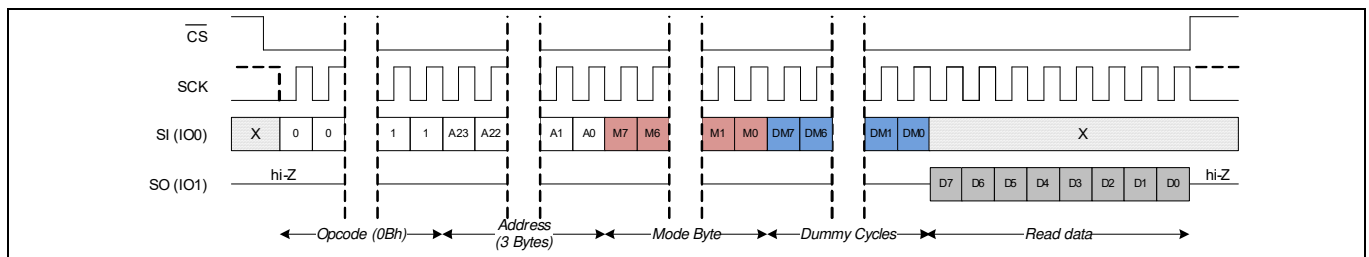 CS
SCK
SI (IO0) X 0 0 1 1 A23 A22 A1 A0 M7 M6 M1 M0 DM7 DM6 DM1 DM0 X
hi-Z hi-Z
SO (IO1) D7 D6 D5 D4 D3 D2 D1 D0
Opcode (0Bh) Address (3 Bytes) Mode Byte Dummy Cycles Read data